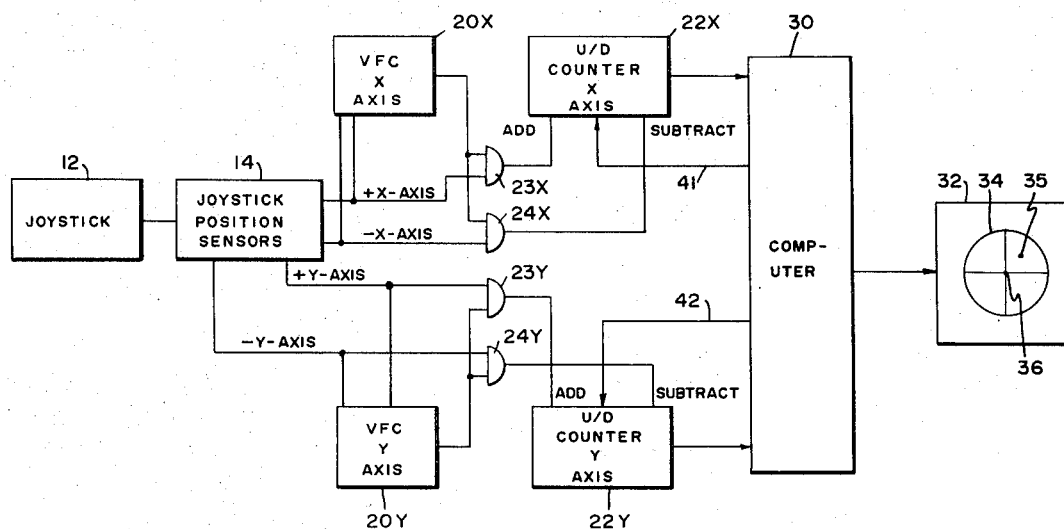 20X
22X
30
VFC
X
AXIS
U/D
COUNTER
X
AXIS
ADD
SUBTRACT
12
14
32
34
35
JOYSTICK
JOYSTICK
POSITION
SENSORS
+X-AXIS
23X
41
-X-AXIS
24X
COMP-
UTER
+Y-AXIS
23Y
42
36
-Y-AXIS
24Y
ADD
SUBTRACT
VFC
Y
AXIS
U/D
COUNTER
Y
AXIS
20Y
22Y